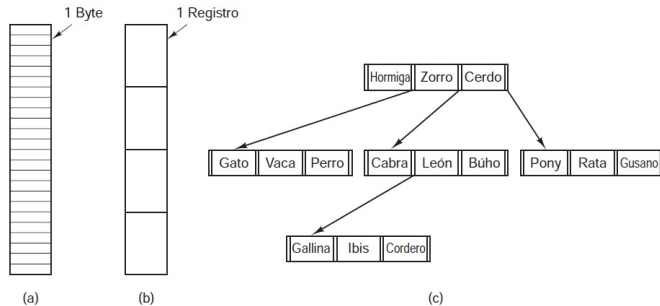 1 Byte
1 Registro
Hormiga Zorro Cerdo
Gato Vaca Perro
Cabra León Búho
Pony Rata Gusano
Gallina Ibis Cordero
(a)
(b)
(c)